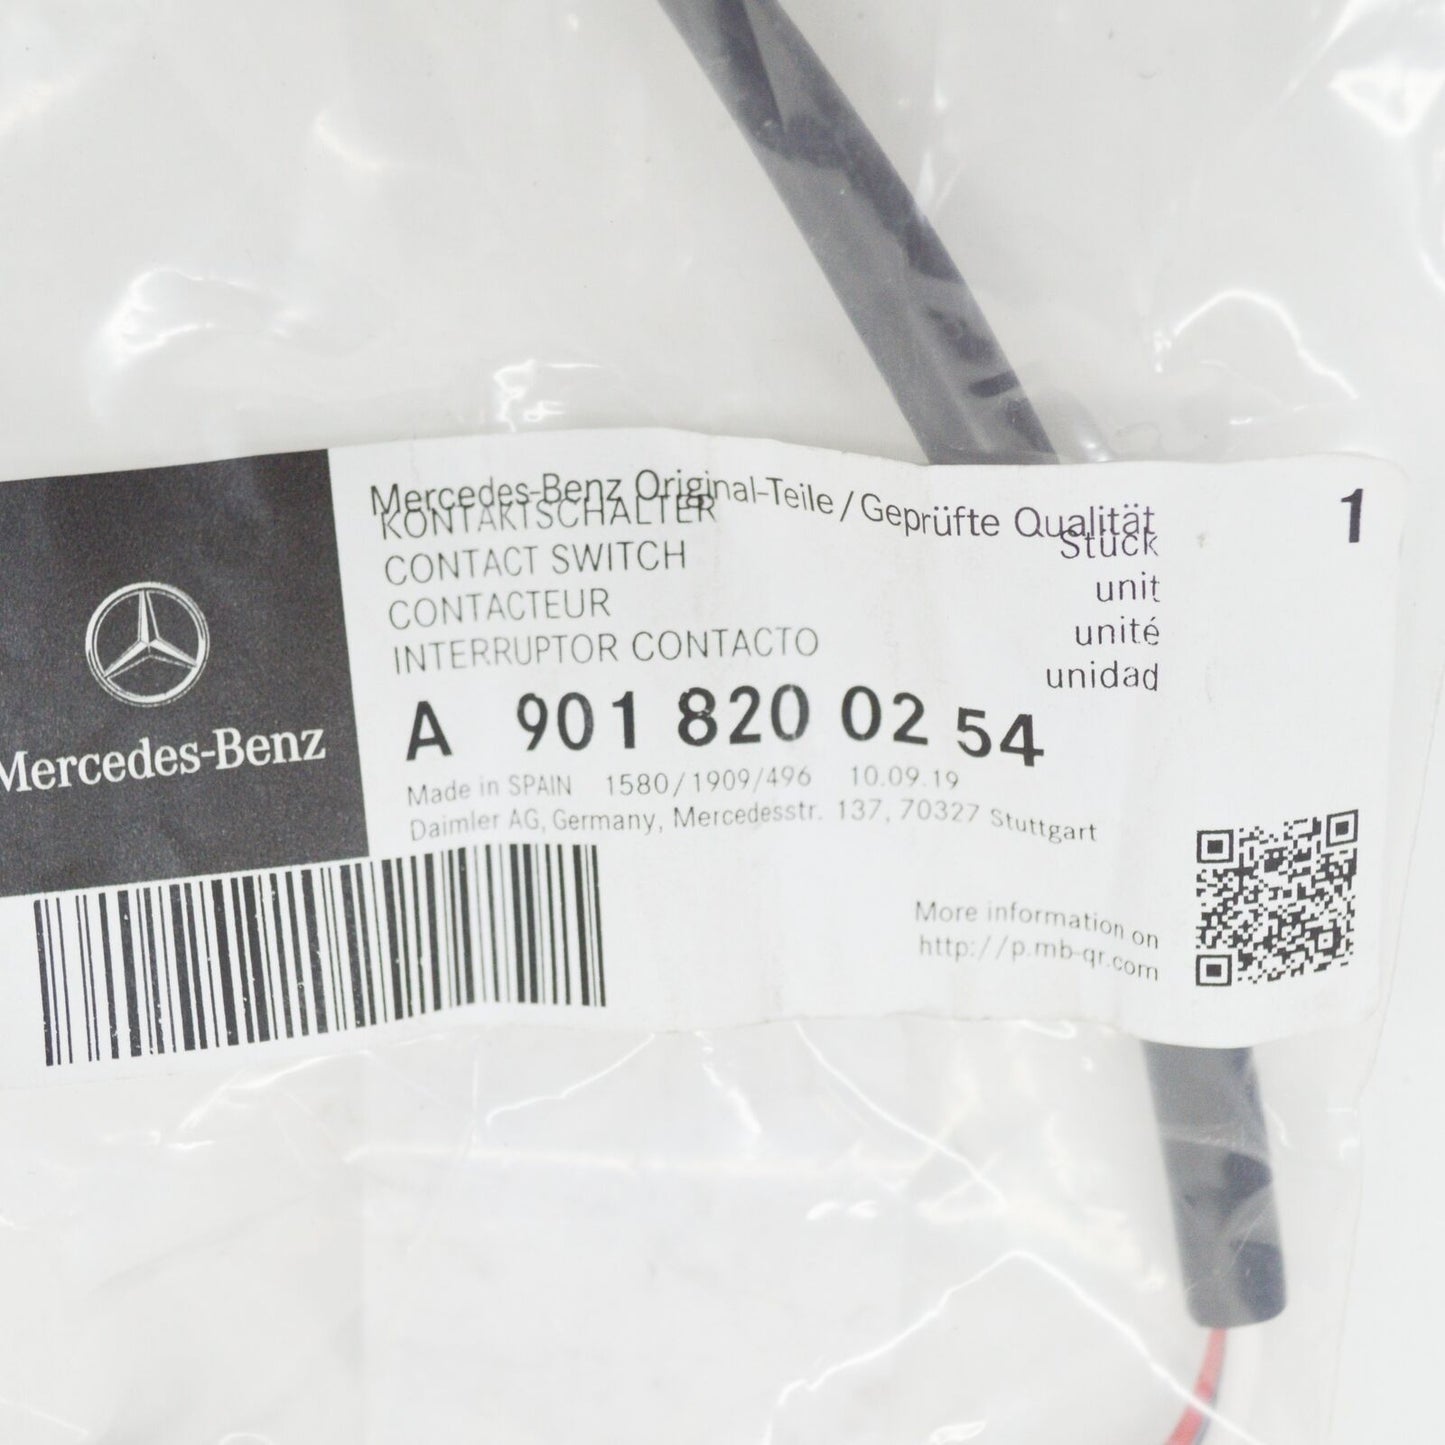 Mercedes-Benz Original-Teile / Geprüfte Qualität
KONTAKTSCHALTER Stück 1
CONTACT SWITCH unit
CONTACTEUR unité
INTERRUPTOR CONTACTO unidad
Mercedes-Benz
A 901 820 02 54
Made in SPAIN 1580/1909/496 10.09.19
Daimler AG, Germany, Mercedesstr. 137, 70327 Stuttgart
More information on
http://p.mb-qr.com